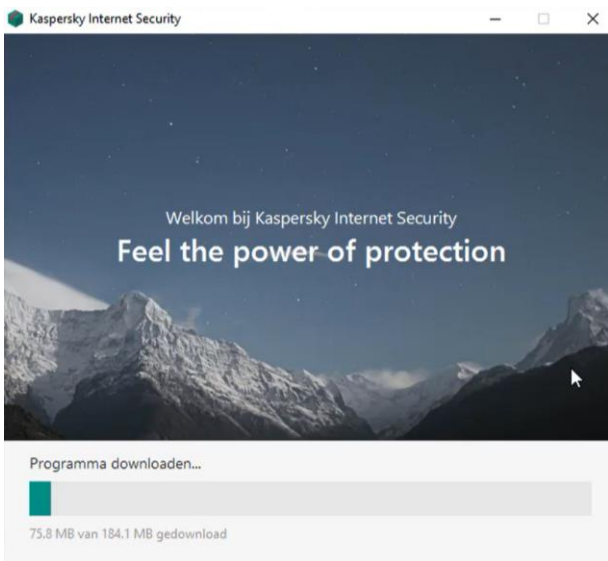 Kaspersky Internet Security
Welkom bij Kaspersky Internet Security
Feel the power of protection
Programma downloaden...
75.8 MB van 184.1 MB gedownload